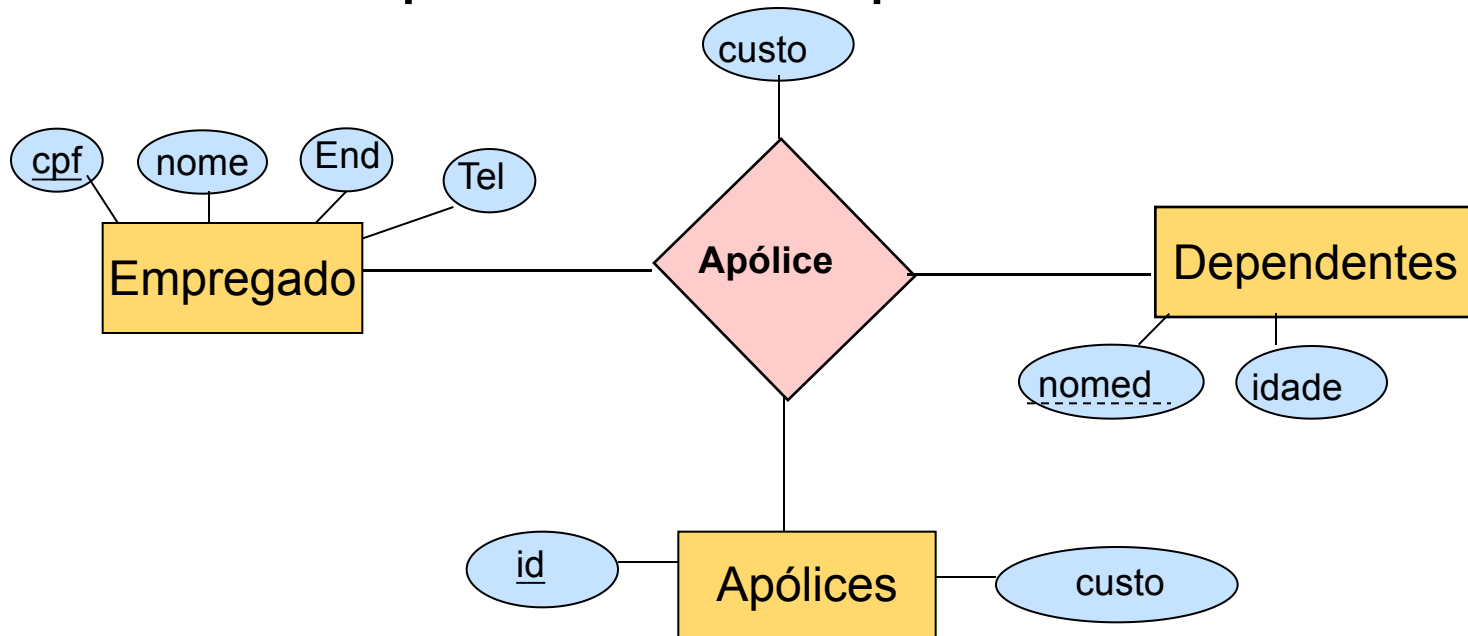 custo
cpf
nome
End
Tel
Empregado
Apólice
Dependentes
nomed
idade
id
Apólices
custo